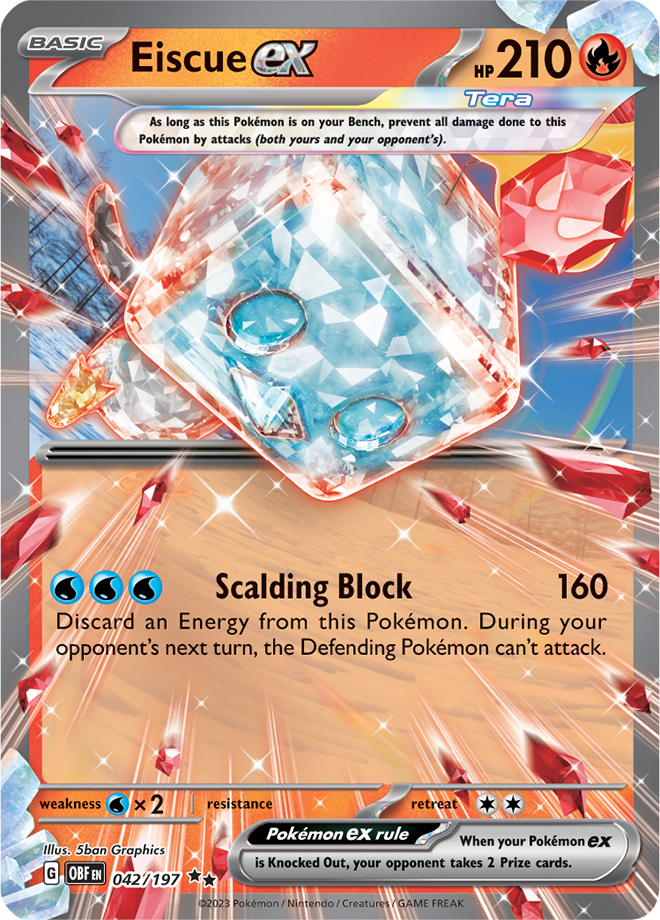 BASIC
Eiscue ex
HP 210
Tera
As long as this Pokémon is on your Bench, prevent all damage done to this
Pokémon by attacks (both yours and your opponent's).
Scalding Block 160
Discard an Energy from this Pokémon. During your
opponent's next turn, the Defending Pokémon can't attack.
weakness × 2 resistance retreat
Pokémon ex rule When your Pokémon ex
is Knocked Out, your opponent takes 2 Prize cards.
Illus. 5ban Graphics
G OBF EN 042/197 ★★
©2023 Pokémon / Nintendo / Creatures / GAME FREAK